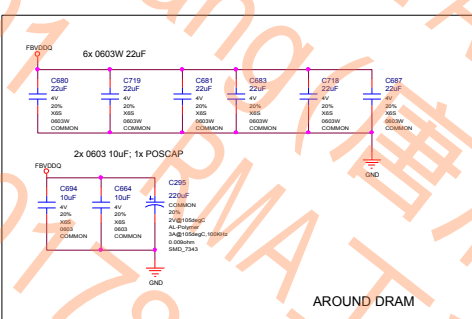 FBVDDQ
6x 0603W 22uF
C680
22uF
4V
20%
X6S
0603W
COMMON
C719
22uF
4V
20%
X6S
0603W
COMMON
C681
22uF
4V
20%
X6S
0603W
COMMON
C683
22uF
4V
20%
X6S
0603W
COMMON
C718
22uF
4V
20%
X6S
0603W
COMMON
C687
22uF
4V
20%
X6S
0603W
COMMON
GND
2x 0603 10uF; 1x POSCAP
FBVDDQ
C694
10uF
4V
20%
X6S
0603
COMMON
C664
10uF
4V
20%
X6S
0603
COMMON
C295
220uF
COMMON
20%
2V@105degC
AL-Polymer
3A@105degC,100KHz
0.009ohm
SMD_7343
GND
AROUND DRAM